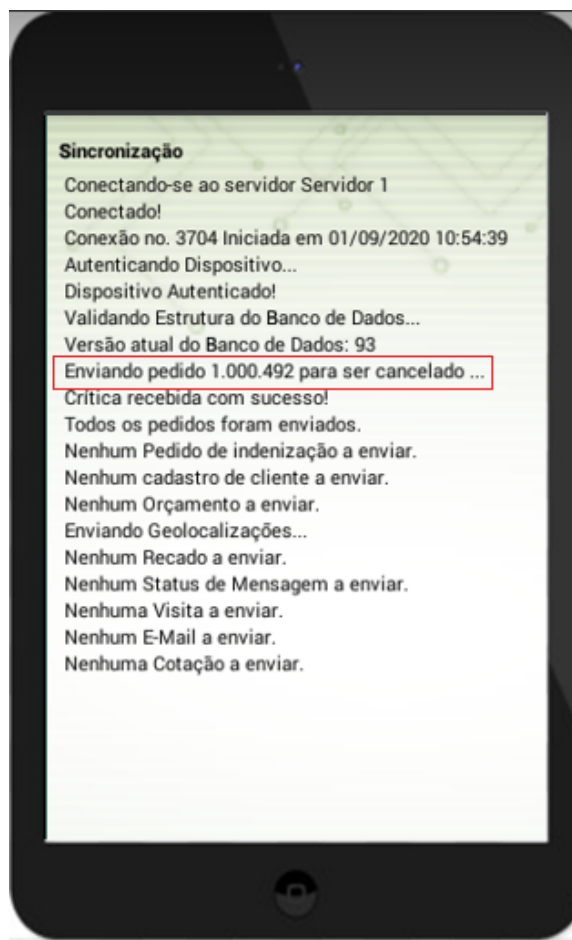 Sincronização
Conectando-se ao servidor Servidor 1
Conectado!
Conexão no. 3704 Iniciada em 01/09/2020 10:54:39
Autenticando Dispositivo...
Dispositivo Autenticado!
Validando Estrutura do Banco de Dados...
Versão atual do Banco de Dados: 93
Enviando pedido 1.000.492 para ser cancelado ...
Crítica recebida com sucesso!
Todos os pedidos foram enviados.
Nenhum Pedido de indenização a enviar.
Nenhum cadastro de cliente a enviar.
Nenhum Orçamento a enviar.
Enviando Geolocalizações...
Nenhum Recado a enviar.
Nenhum Status de Mensagem a enviar.
Nenhuma Visita a enviar.
Nenhum E-Mail a enviar.
Nenhuma Cotação a enviar.